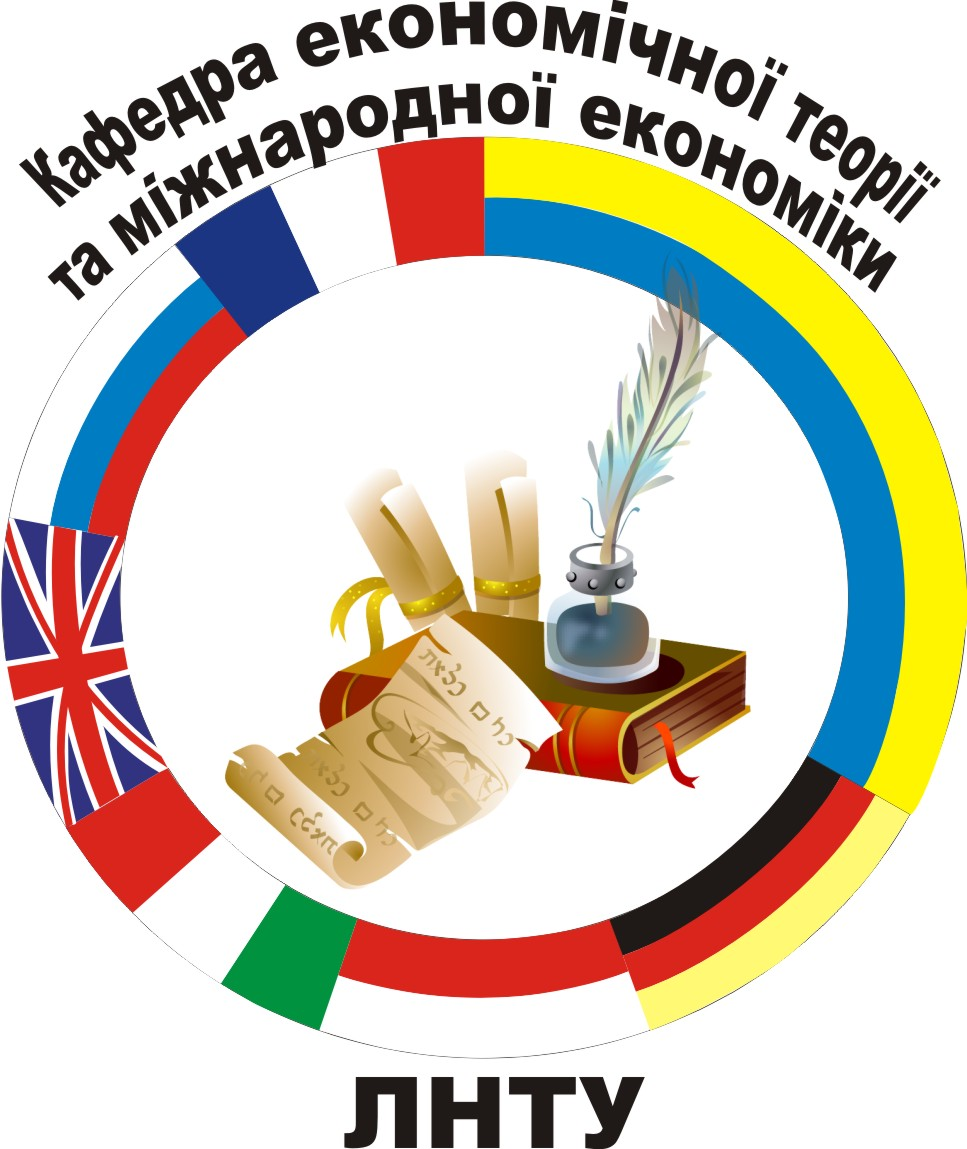 Кафедра економічної теорії
та міжнародної економіки
ЛНТУ